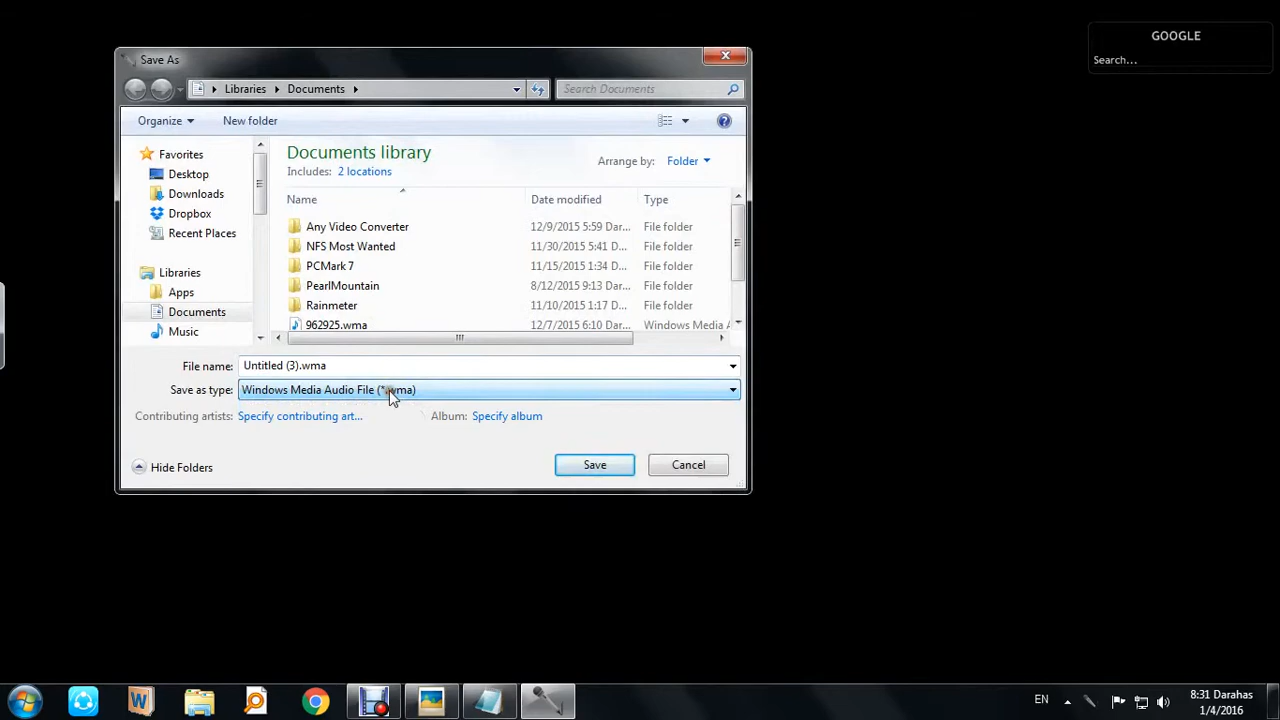 GOOGLE
Search...
Save As
Libraries Documents
Search Documents
Organize New folder
Documents library
Includes: 2 locations
Arrange by: Folder
Favorites
Desktop
Downloads
Dropbox
Recent Places
Libraries
Apps
Documents
Music
Name Date modified Type
Any Video Converter 12/9/2015 5:59 Dar... File folder
NFS Most Wanted 11/30/2015 5:41 D... File folder
PCMark 7 11/15/2015 1:34 D... File folder
PearlMountain 8/12/2015 9:13 Dar... File folder
Rainmeter 11/10/2015 1:17 D... File folder
962925.wma 12/7/2015 6:10 Dar... Windows Media A
File name: Untitled (3).wma
Save as type: Windows Media Audio File (*.wma)
Contributing artists: Specify contributing art... Album: Specify album
Hide Folders
Save Cancel
EN
8:31 Darahas
1/4/2016